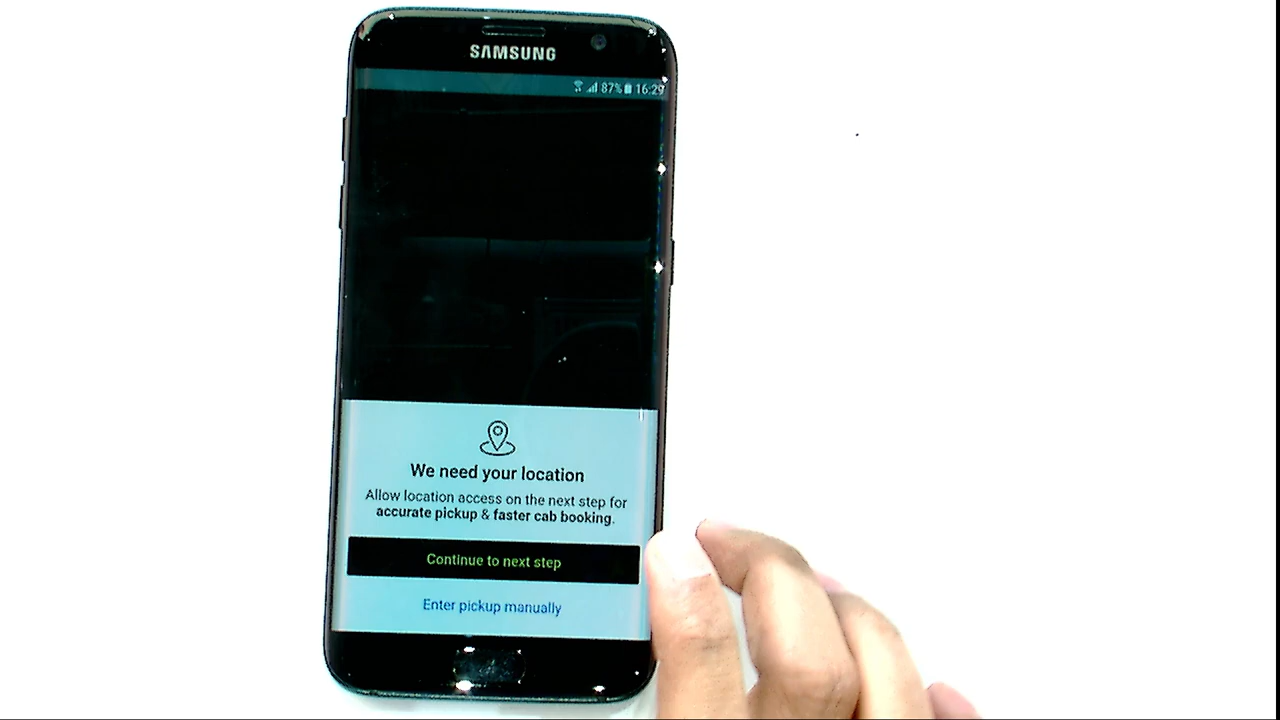 SAMSUNG
87% 16:29
We need your location
Allow location access on the next step for
accurate pickup & faster cab booking.
Continue to next step
Enter pickup manually